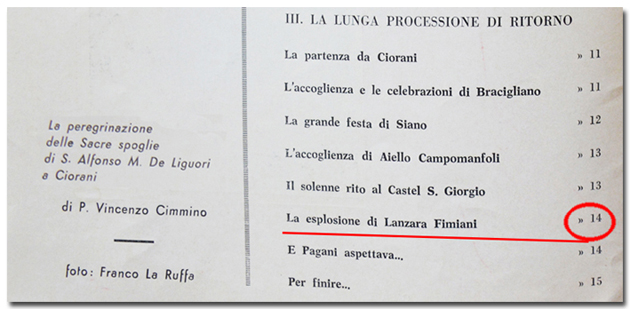 La peregrinazione
delle Sacre spoglie
di S. Alfonso M. De Liguori
a Ciorani
di P. Vincenzo Cimmino
foto: Franco La Ruffa
III. LA LUNGA PROCESSIONE DI RITORNO
La partenza da Ciorani » 11
L'accoglienza e le celebrazioni di Bracigliano » 11
La grande festa di Siano » 12
L'accoglienza di Aiello Campomanfoli » 13
Il solenne rito al Castel S. Giorgio » 13
La esplosione di Lanzara Fimiani » 14
E Pagani aspettava... » 14
Per finire... » 15